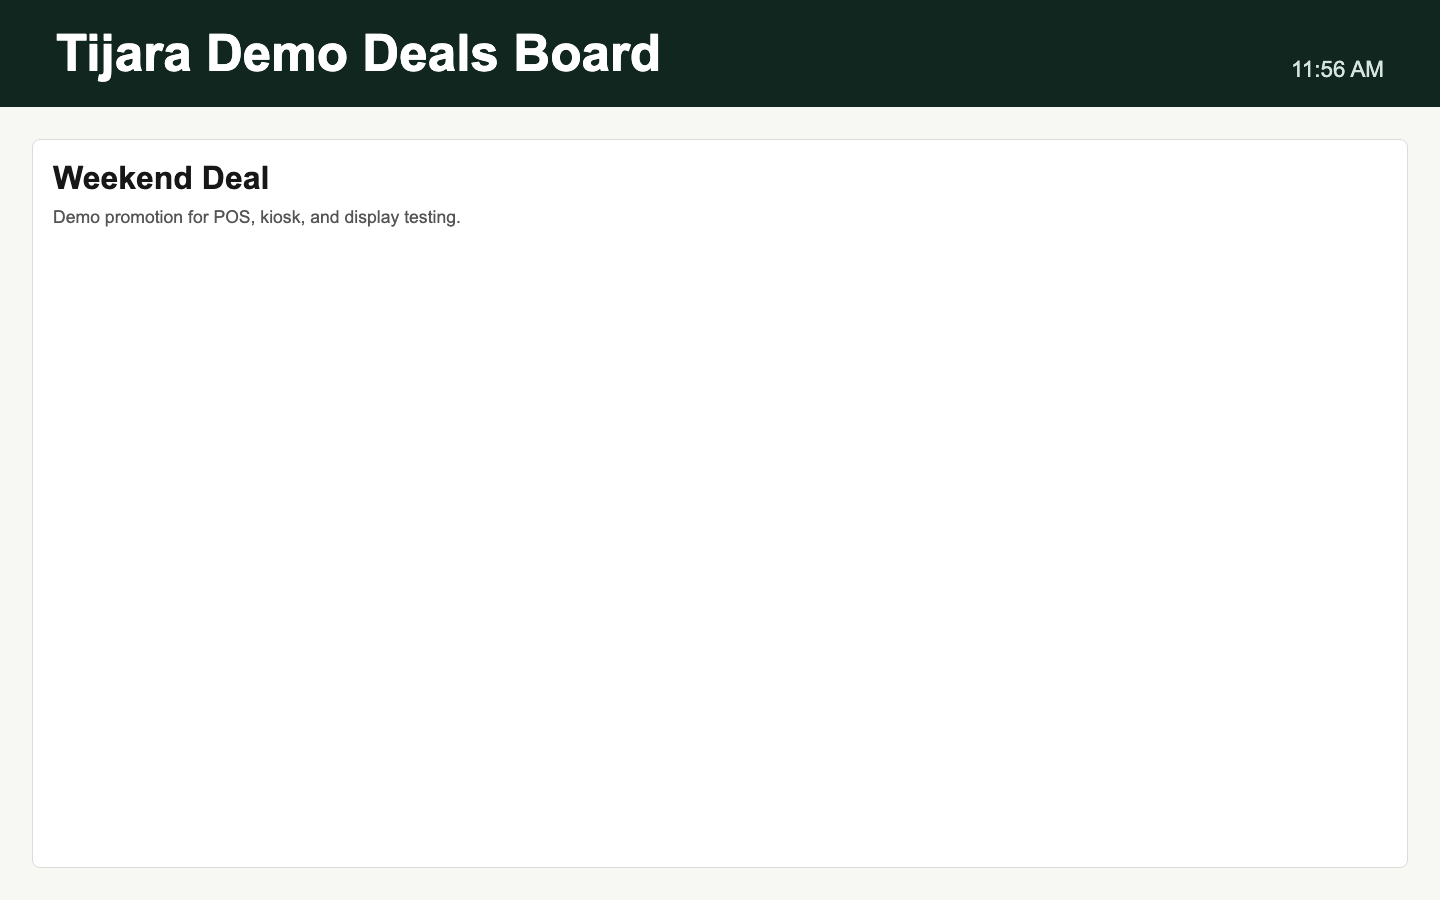 Tijara Demo Deals Board
11:56 AM
Weekend Deal
Demo promotion for POS, kiosk, and display testing.